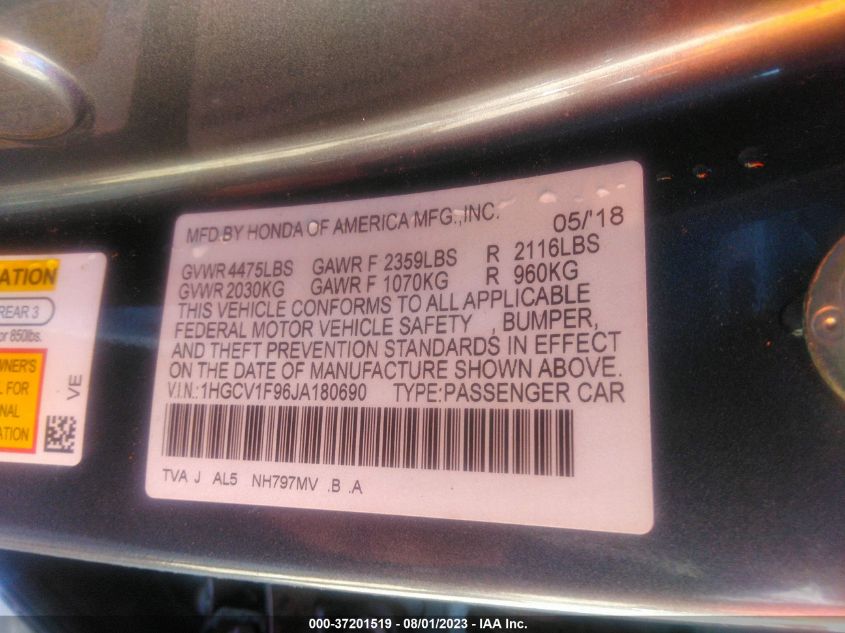 MFD BY HONDA OF AMERICA MFG.,INC. 05/'18
GVWR 4475LBS GAWR F 2359LBS R 2116LBS
GVWR 2030KG GAWR F 1070KG R 960KG
THIS VEHICLE CONFORMS TO ALL APPLICABLE
FEDERAL MOTOR VEHICLE SAFETY , BUMPER,
AND THEFT PREVENTION STANDARDS IN EFFECT
ON THE DATE OF MANUFACTURE SHOWN ABOVE.
V.I.N.:1HGCV1F96JA180690 TYPE:PASSENGER CAR
TVA J AL5 NH797MV .B .A
REAR 3
or 850lbs.
FOR
VE
000-37201519 - 08/01/2023 - IAA Inc.